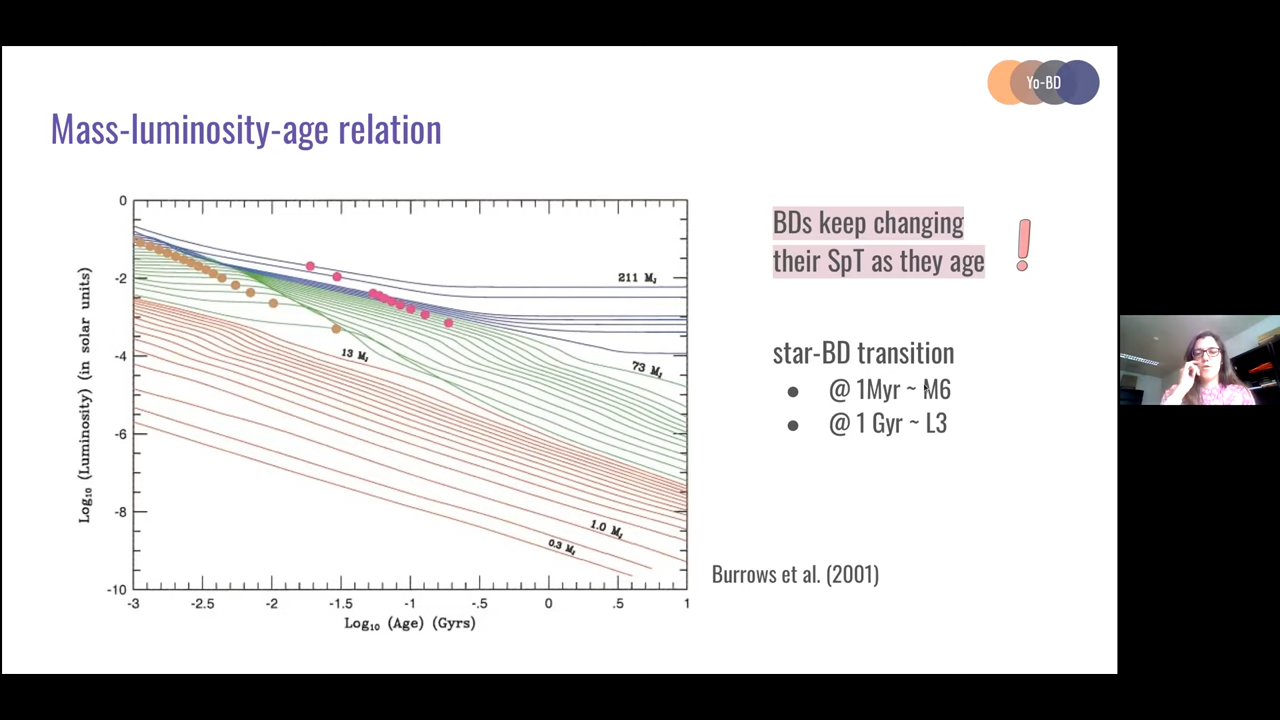 Yo-BD
Mass-luminosity-age relation
0
-2
-4
-6
-8
-10
Log₁₀ (Luminosity) (in solar units)
211 Mⱼ
13 Mⱼ
73 Mⱼ
1.0 Mⱼ
0.3 Mⱼ
-3 -2.5 -2 -1.5 -1 -.5 0 .5 1
Log₁₀ (Age) (Gyrs)
BDs keep changing
their SpT as they age
!
star-BD transition
● @ 1Myr ~ M6
● @ 1 Gyr ~ L3
Burrows et al. (2001)